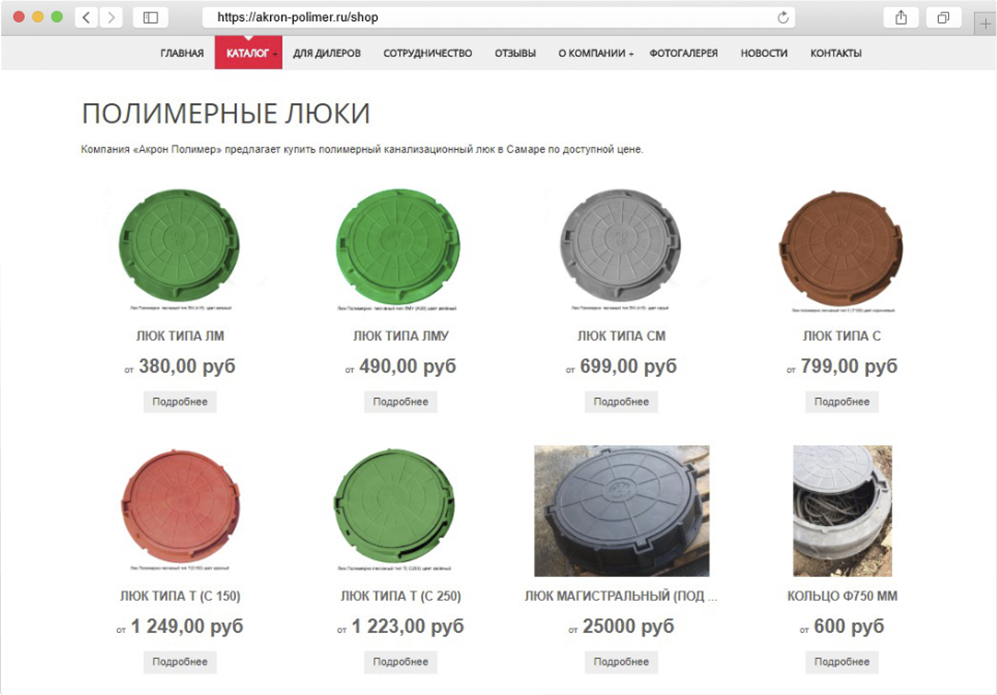 https://akron-polimer.ru/shop
ГЛАВНАЯ КАТАЛОГ ДЛЯ ДИЛЕРОВ СОТРУДНИЧЕСТВО ОТЗЫВЫ О КОМПАНИИ ФОТОГАЛЕРЕЯ НОВОСТИ КОНТАКТЫ
ПОЛИМЕРНЫЕ ЛЮКИ
Компания «Акрон Полимер» предлагает купить полимерный канализационный люк в Самаре по доступной цене.
ЛЮК ТИПА ЛМ ЛЮК ТИПА ЛМУ ЛЮК ТИПА СМ ЛЮК ТИПА С
от 380,00 руб от 490,00 руб от 699,00 руб от 799,00 руб
Подробнее Подробнее Подробнее Подробнее
ЛЮК ТИПА Т (С 150) ЛЮК ТИПА Т (С 250) ЛЮК МАГИСТРАЛЬНЫЙ (ПОД ... КОЛЬЦО Ф750 ММ
от 1 249,00 руб от 1 223,00 руб от 25000 руб от 600 руб
Подробнее Подробнее Подробнее Подробнее